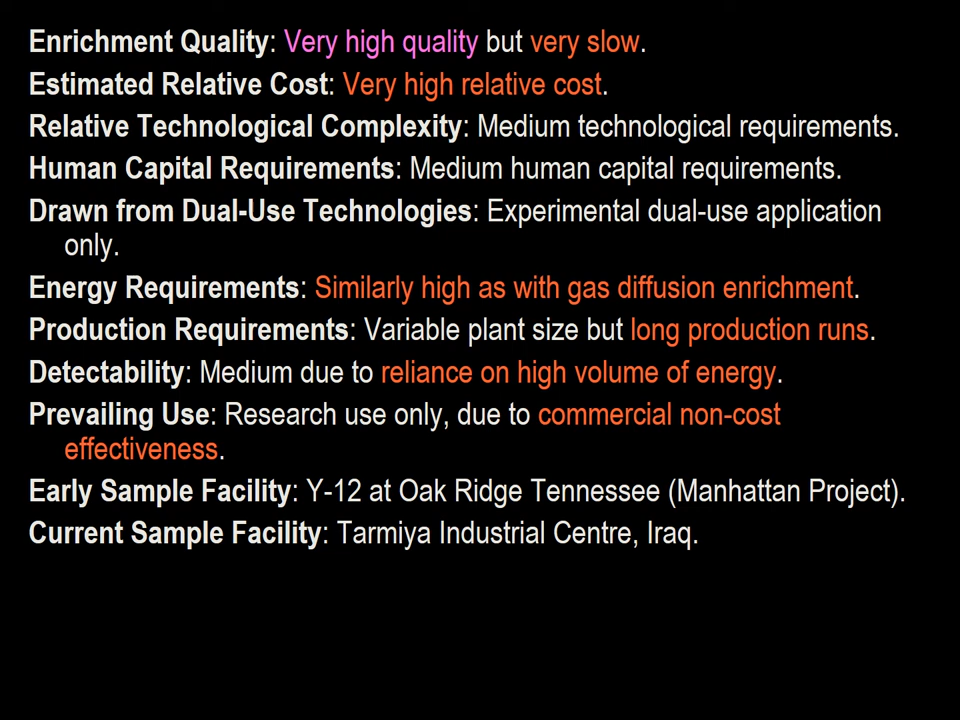 Enrichment Quality: Very high quality but very slow.
Estimated Relative Cost: Very high relative cost.
Relative Technological Complexity: Medium technological requirements.
Human Capital Requirements: Medium human capital requirements.
Drawn from Dual-Use Technologies: Experimental dual-use application
only.
Energy Requirements: Similarly high as with gas diffusion enrichment.
Production Requirements: Variable plant size but long production runs.
Detectability: Medium due to reliance on high volume of energy.
Prevailing Use: Research use only, due to commercial non-cost
effectiveness.
Early Sample Facility: Y-12 at Oak Ridge Tennessee (Manhattan Project).
Current Sample Facility: Tarmiya Industrial Centre, Iraq.